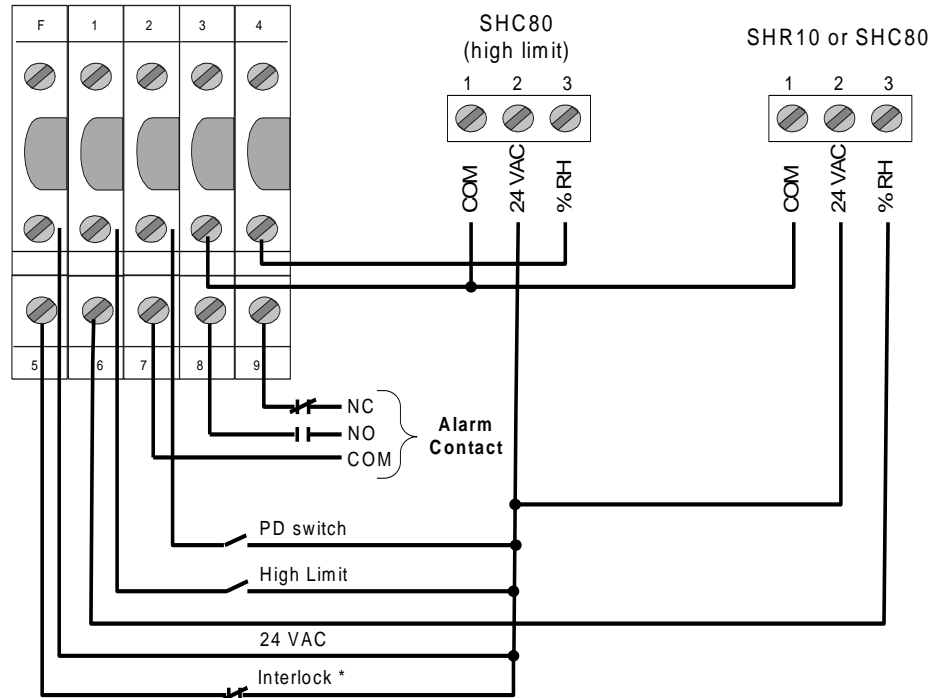 F 1 2 3 4
SHC80
(high limit)
1 2 3
COM
24 VAC
%RH
SHR10 or SHC80
1 2 3
COM
24 VAC
%RH
5 6 7 8 9
NC
NO
COM
Alarm
Contact
PD switch
High Limit
24 VAC
Interlock *